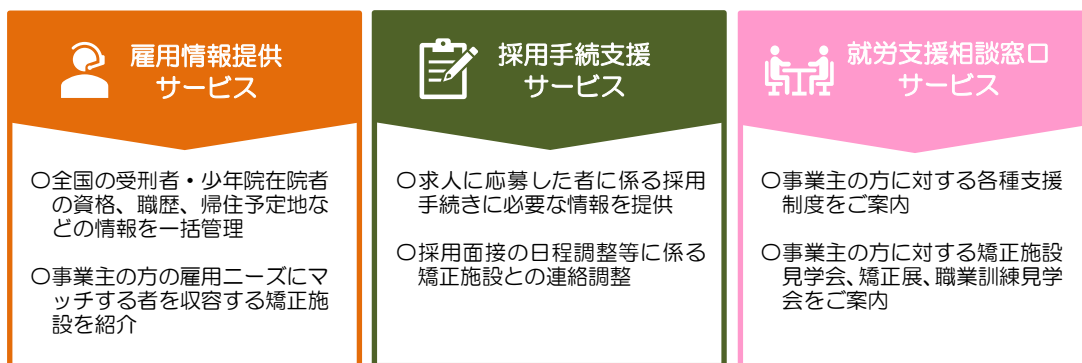 雇用情報提供
サービス
〇全国の受刑者・少年院在院者
の資格、職歴、帰住予定地な
どの情報を一括管理
〇事業主の方の雇用ニーズにマ
ッチする者を収容する矯正施
設を紹介
採用手続支援
サービス
〇求人に応募した者に係る採用
手続きに必要な情報を提供
〇採用面接の日程調整等に係る
矯正施設との連絡調整
就労支援相談窓口
サービス
〇事業主の方に対する各種支援
制度をご案内
〇事業主の方に対する矯正施設
見学会、矯正展、職業訓練見学
会をご案内